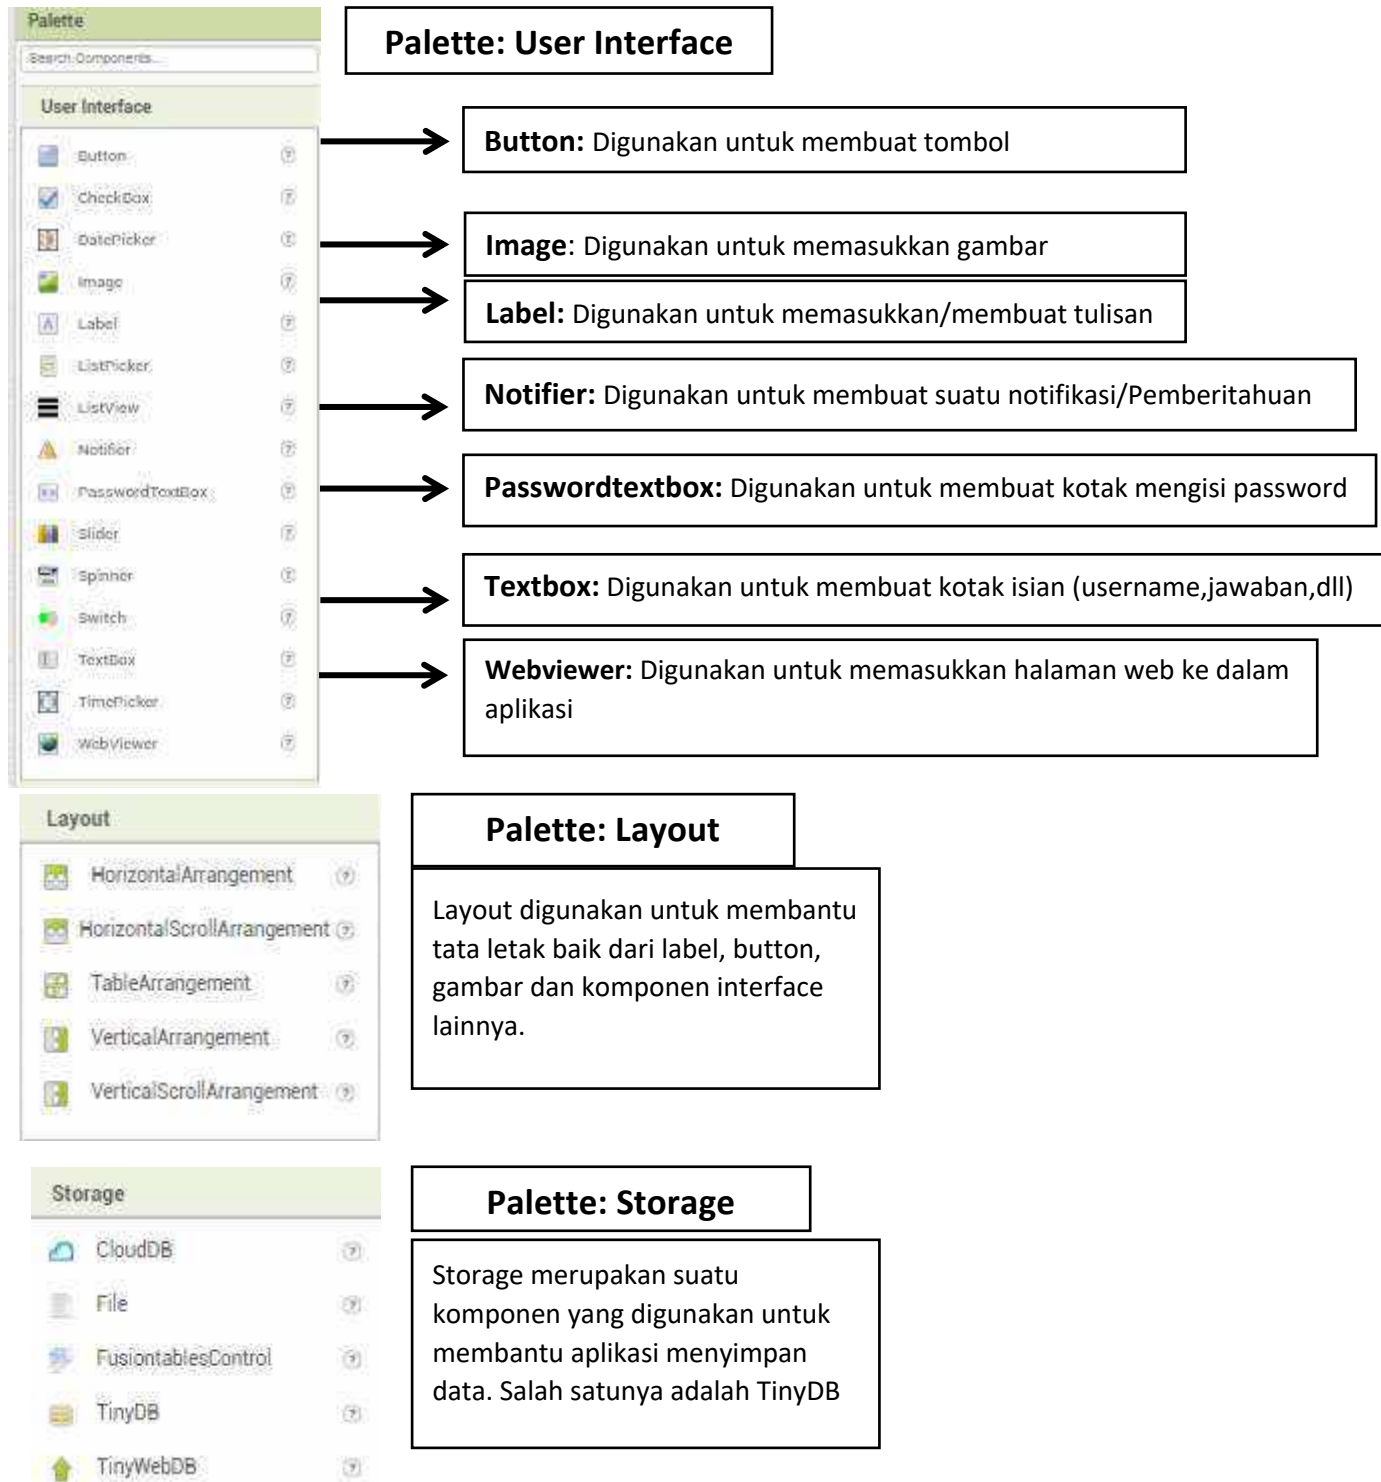 Palette
Search Components...
Palette: User Interface
User Interface
Button
CheckBox
DatePicker
Image
Label
ListPicker
ListView
Notifier
PasswordTextBox
Slider
Spinner
Switch
TextBox
TimePicker
WebViewer
Button: Digunakan untuk membuat tombol
Image: Digunakan untuk memasukkan gambar
Label: Digunakan untuk memasukkan/membuat tulisan
Notifier: Digunakan untuk membuat suatu notifikasi/Pemberitahuan
Passwordtextbox: Digunakan untuk membuat kotak mengisi password
Textbox: Digunakan untuk membuat kotak isian (username,jawaban,dll)
Webviewer: Digunakan untuk memasukkan halaman web ke dalam
aplikasi
Layout
HorizontalArrangement
HorizontalScrollArrangement
TableArrangement
VerticalArrangement
VerticalScrollArrangement
Palette: Layout
Layout digunakan untuk membantu
tata letak baik dari label, button,
gambar dan komponen interface
lainnya.
Storage
CloudDB
File
FusiontablesControl
TinyDB
TinyWebDB
Palette: Storage
Storage merupakan suatu
komponen yang digunakan untuk
membantu aplikasi menyimpan
data. Salah satunya adalah TinyDB